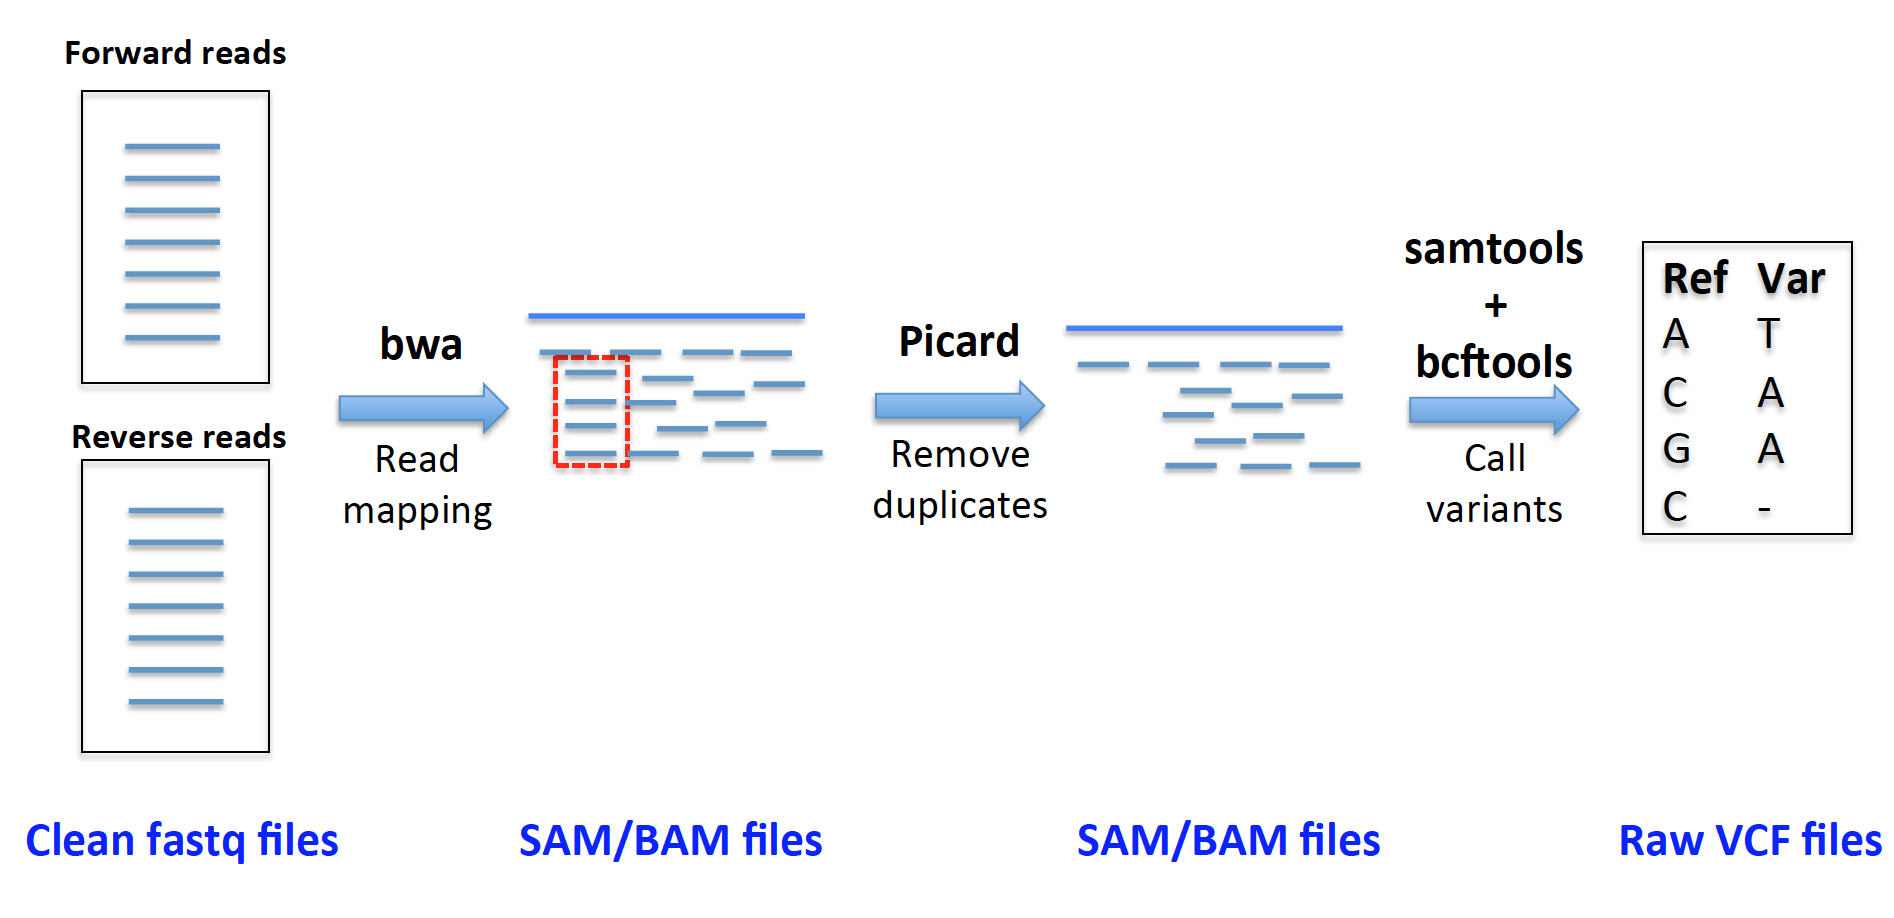 Forward reads
Reverse reads
bwa
Read
mapping
Picard
Remove
duplicates
samtools
+
bcftools
Call
variants
Ref Var
A T
C A
G A
C -
Clean fastq files
SAM/BAM files
SAM/BAM files
Raw VCF files